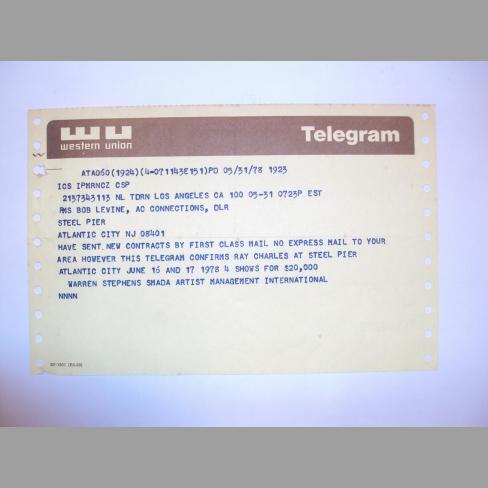 western union
Telegram
ATA060(1924)(4-071143E151)PD 05/31/78 1923
ICS IPMRNCZ CSP
2137343113 NL TDRN LOS ANGELES CA 100 05-31 0723P EST
PMS BOB LEVINE, AC CONNECTIONS, DLR
STEEL PIER
ATLANTIC CITY NJ 08401
HAVE SENT NEW CONTRACTS BY FIRST CLASS MAIL NO EXPRESS MAIL TO YOUR
AREA HOWEVER THIS TELEGRAM CONFIRMS RAY CHARLES AT STEEL PIER
ATLANTIC CITY JUNE 16 AND 17 1978 4 SHOWS FOR $20,000
WARREN STEPHENS SMADA ARTIST MANAGEMENT INTERNATIONAL
NNNN